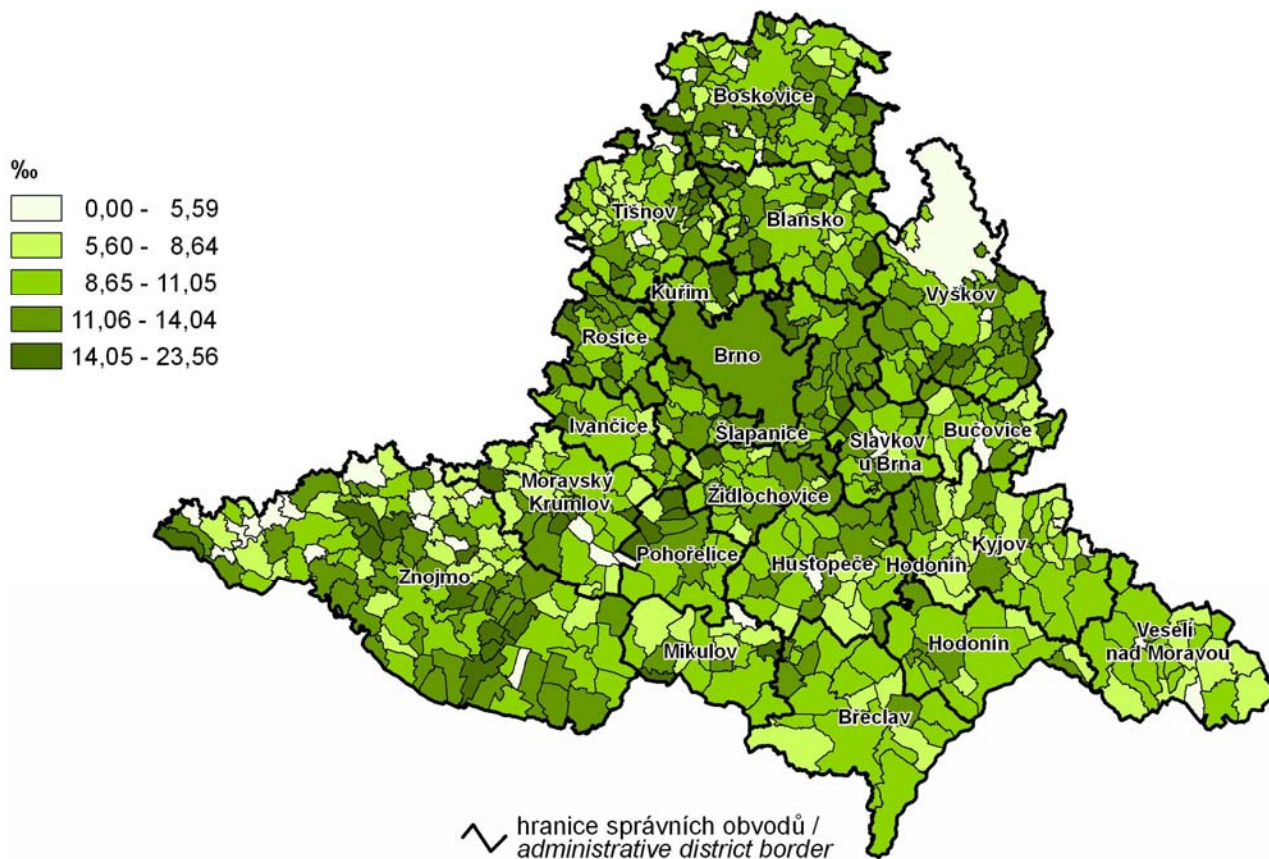 ‰
0,00 - 5,59
5,60 - 8,64
8,65 - 11,05
11,06 - 14,04
14,05 - 23,56
Boskovice
Tišnov
Blansko
Kuřim
Vyškov
Rosice
Brno
Ivančice
Šlapanice
Slavkov
u Brna
Bučovice
Moravský
Krumlov
Židlochovice
Pohořelice
Hustopeče
Hodonín
Kyjov
Znojmo
Mikulov
Hodonín
Veselí
nad Moravou
Břeclav
hranice správních obvodů /
administrative district border